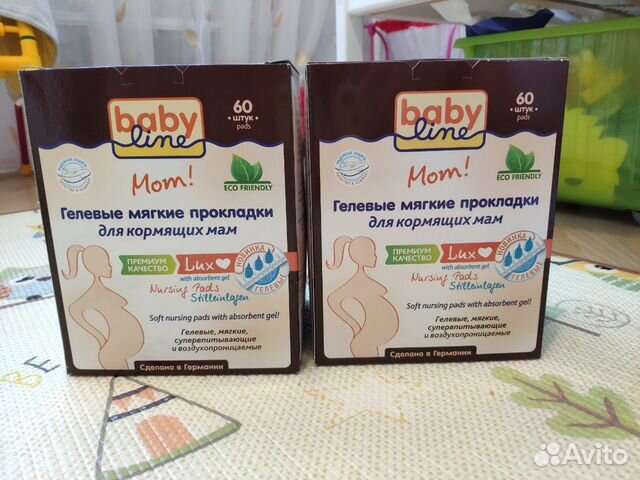 baby
line
60
штук
pads
Mom!
ECO FRIENDLY
Гелевые мягкие прокладки
для кормящих мам
ПРЕМИУМ
КАЧЕСТВО
Lux
with absorbent gel
НОВИНКА
ГЕЛЕВЫЕ
Nursing Pads
Stilleinlagen
Soft nursing pads with absorbent gel!
Гелевые, мягкие,
супервпитывающие
и воздухопроницаемые
Сделано в Германии
baby
line
60
штук
pads
Mom!
ECO FRIENDLY
Гелевые мягкие прокладки
для кормящих мам
ПРЕМИУМ
КАЧЕСТВО
Lux
with absorbent gel
НОВИНКА
ГЕЛЕВЫЕ
Nursing Pads
Stilleinlagen
Soft nursing pads with absorbent gel!
Гелевые, мягкие,
супервпитывающие
и воздухопроницаемые
Сделано в Германии
Avito